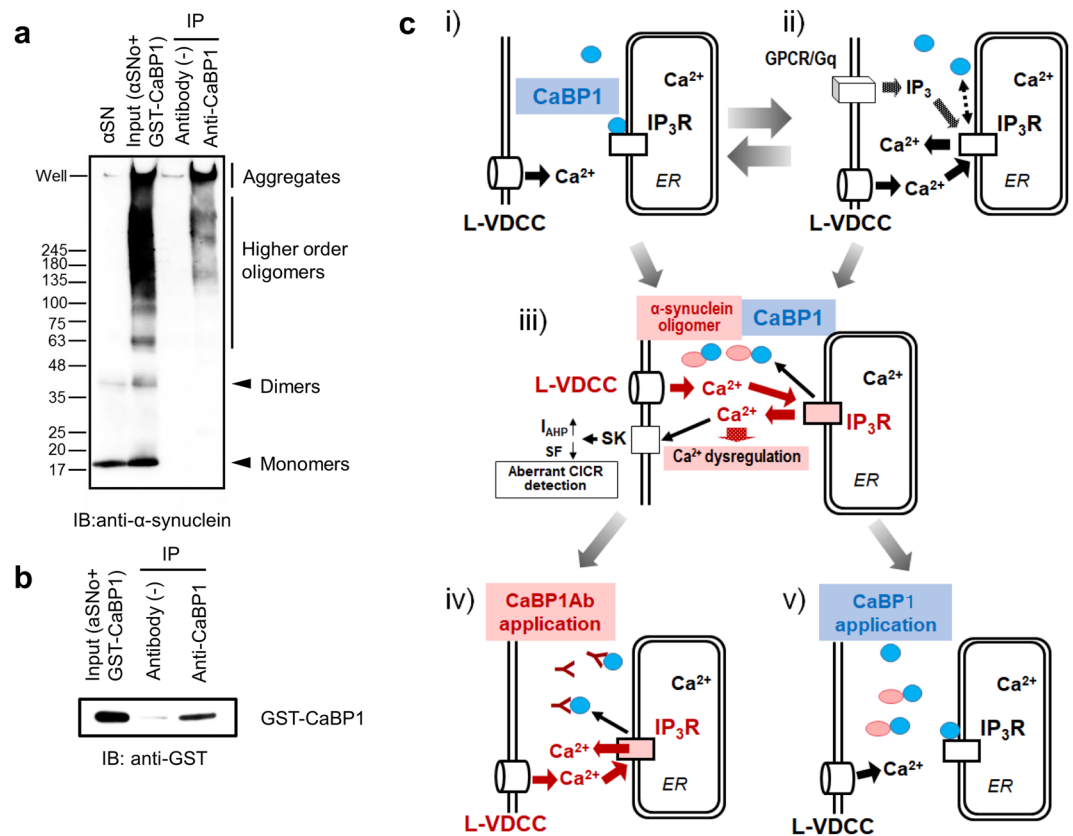 a
IP
αSN
Input (αSNo+
GST-CaBP1)
Antibody (-)
Anti-CaBP1
Well
245
180
135
100
75
63
48
35
25
20
17
Aggregates
Higher order
oligomers
Dimers
Monomers
IB:anti-α-synuclein
b
IP
Input (aSNo+
GST-CaBP1)
Antibody (-)
Anti-CaBP1
GST-CaBP1
IB: anti-GST
c
i)
CaBP1
Ca2+
IP3R
Ca2+
ER
L-VDCC
ii)
GPCR/Gq
IP3
Ca2+
IP3R
Ca2+
Ca2+
ER
L-VDCC
iii)
α-synuclein
oligomer
CaBP1
L-VDCC
Ca2+
Ca2+
Ca2+
IP3R
IAHP
SF
SK
Ca2+ dysregulation
Aberrant CICR
detection
ER
iv)
CaBP1Ab
application
Ca2+
IP3R
Ca2+
Ca2+
ER
L-VDCC
v)
CaBP1
application
Ca2+
IP3R
Ca2+
ER
L-VDCC